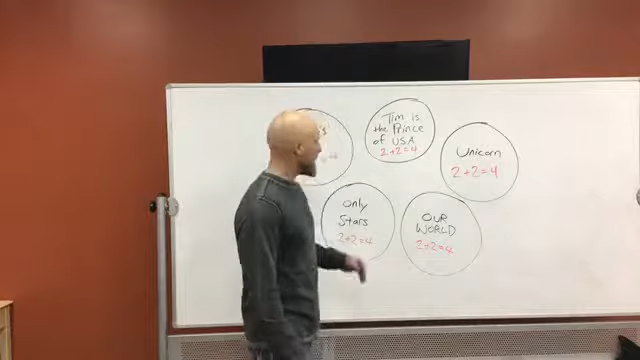 Tim is
the Prince
of USA
2+2=4
Unicorn
2+2=4
Only
Stars
2+2=4
OUR
WORLD
2+2=4